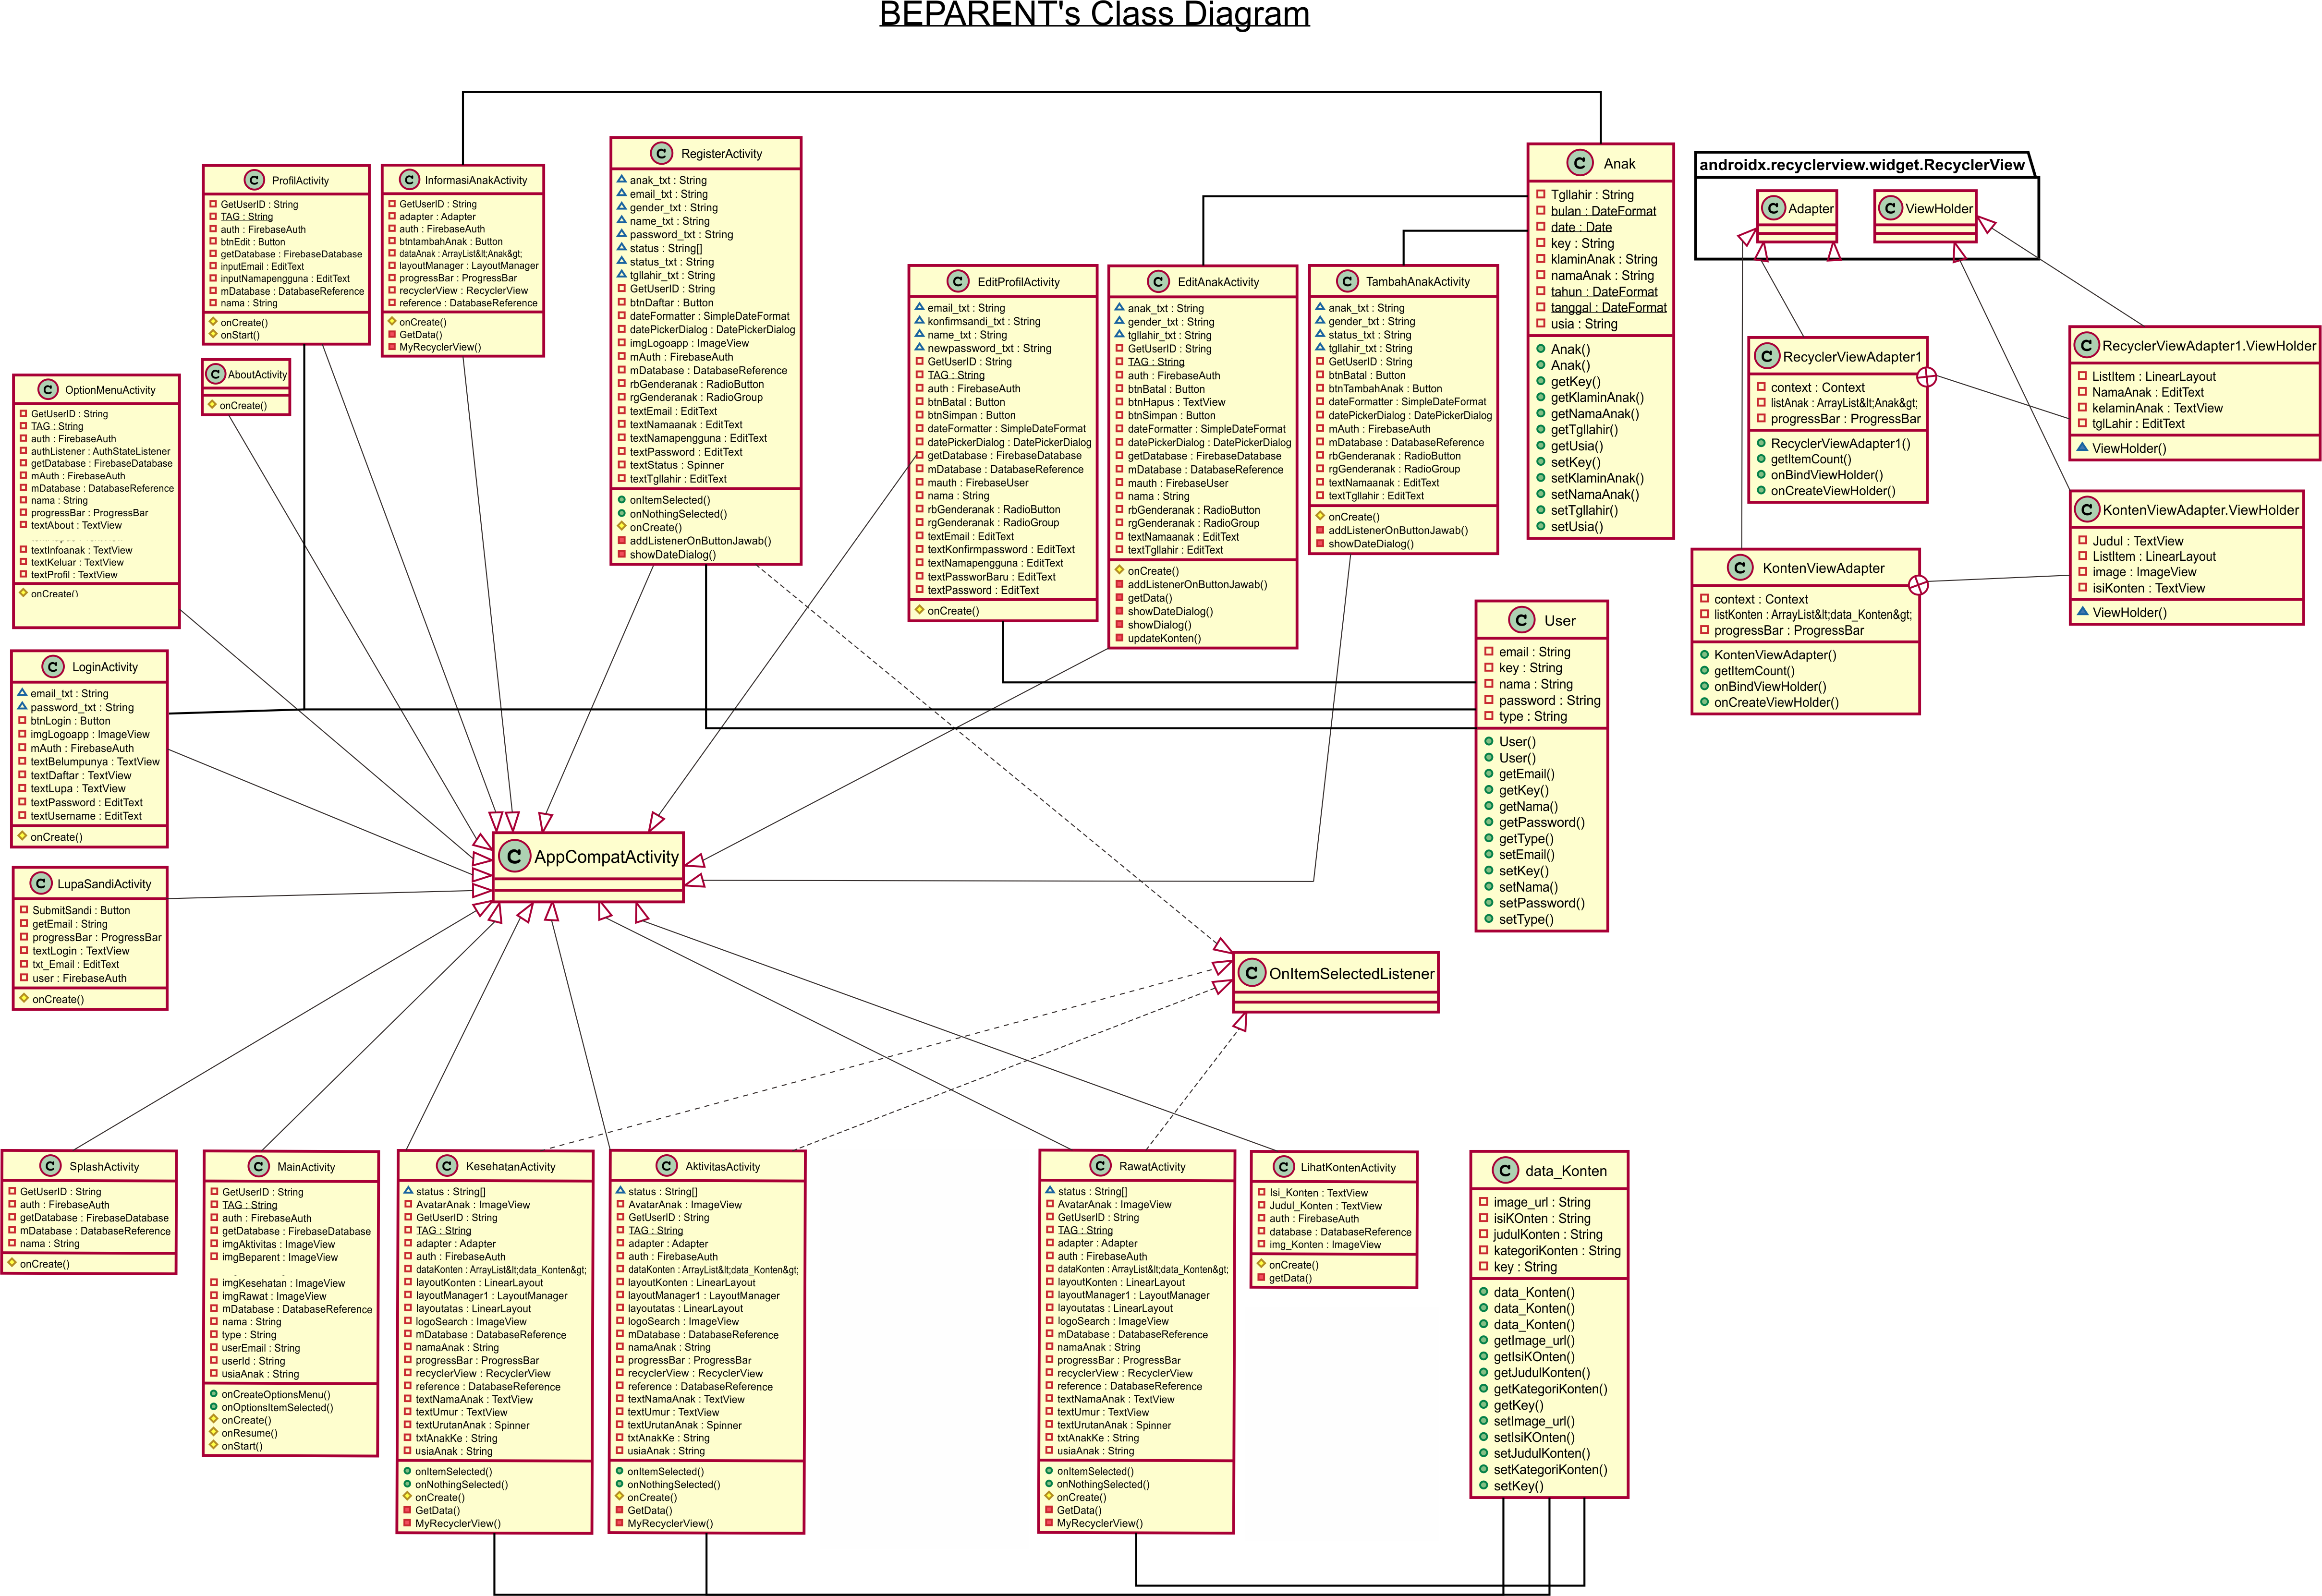 BEPARENT's Class Diagram
ProfilActivity
GetUserID : String
TAG : String
auth : FirebaseAuth
btnEdit : Button
getDatabase : FirebaseDatabase
inputEmail : EditText
inputNamapengguna : EditText
mDatabase : DatabaseReference
nama : String
onCreate()
onStart()
InformasiAnakActivity
GetUserID : String
adapter : Adapter
auth : FirebaseAuth
btntambahAnak : Button
dataAnak : ArrayList&lt;Anak&gt;
layoutManager : LayoutManager
progressBar : ProgressBar
recyclerView : RecyclerView
reference : DatabaseReference
onCreate()
GetData()
MyRecyclerView()
RegisterActivity
anak_txt : String
email_txt : String
gender_txt : String
name_txt : String
password_txt : String
status : String[]
status_txt : String
tgllahir_txt : String
GetUserID : String
btnDaftar : Button
dateFormatter : SimpleDateFormat
datePickerDialog : DatePickerDialog
imgLogoapp : ImageView
mAuth : FirebaseAuth
mDatabase : DatabaseReference
rbGenderanak : RadioButton
rgGenderanak : RadioGroup
textEmail : EditText
textNamaanak : EditText
textNamapengguna : EditText
textPassword : EditText
textStatus : Spinner
textTgllahir : EditText
onItemSelected()
onNothingSelected()
onCreate()
addListenerOnButtonJawab()
showDateDialog()
EditProfilActivity
email_txt : String
konfirmsandi_txt : String
name_txt : String
newpassword_txt : String
GetUserID : String
TAG : String
auth : FirebaseAuth
btnBatal : Button
btnSimpan : Button
dateFormatter : SimpleDateFormat
datePickerDialog : DatePickerDialog
getDatabase : FirebaseDatabase
mDatabase : DatabaseReference
mauth : FirebaseUser
nama : String
rbGenderanak : RadioButton
rgGenderanak : RadioGroup
textEmail : EditText
textKonfirmpassword : EditText
textNamapengguna : EditText
textPassworBaru : EditText
textPassword : EditText
onCreate()
EditAnakActivity
anak_txt : String
gender_txt : String
tgllahir_txt : String
GetUserID : String
TAG : String
auth : FirebaseAuth
btnBatal : Button
btnHapus : TextView
btnSimpan : Button
dateFormatter : SimpleDateFormat
datePickerDialog : DatePickerDialog
getDatabase : FirebaseDatabase
mDatabase : DatabaseReference
mauth : FirebaseUser
nama : String
rbGenderanak : RadioButton
rgGenderanak : RadioGroup
textNamaanak : EditText
textTgllahir : EditText
onCreate()
addListenerOnButtonJawab()
getData()
showDateDialog()
showDialog()
updateKonten()
TambahAnakActivity
anak_txt : String
gender_txt : String
status_txt : String
tgllahir_txt : String
GetUserID : String
btnBatal : Button
btnTambahAnak : Button
dateFormatter : SimpleDateFormat
datePickerDialog : DatePickerDialog
mAuth : FirebaseAuth
mDatabase : DatabaseReference
rbGenderanak : RadioButton
rgGenderanak : RadioGroup
textNamaanak : EditText
textTgllahir : EditText
onCreate()
addListenerOnButtonJawab()
showDateDialog()
Anak
Tgllahir : String
bulan : DateFormat
date : Date
key : String
klaminAnak : String
namaAnak : String
tahun : DateFormat
tanggal : DateFormat
usia : String
Anak()
Anak()
getKey()
getKlaminAnak()
getNamaAnak()
getTgllahir()
getUsia()
setKey()
setKlaminAnak()
setNamaAnak()
setTgllahir()
setUsia()
androidx.recyclerview.widget.RecyclerView
Adapter
ViewHolder
RecyclerViewAdapter1
context : Context
listAnak : ArrayList&lt;Anak&gt;
progressBar : ProgressBar
RecyclerViewAdapter1()
getItemCount()
onBindViewHolder()
onCreateViewHolder()
RecyclerViewAdapter1.ViewHolder
ListItem : LinearLayout
NamaAnak : EditText
kelaminAnak : TextView
tglLahir : EditText
ViewHolder()
KontenViewAdapter
context : Context
listKonten : ArrayList&lt;data_Konten&gt;
progressBar : ProgressBar
KontenViewAdapter()
getItemCount()
onBindViewHolder()
onCreateViewHolder()
KontenViewAdapter.ViewHolder
Judul : TextView
ListItem : LinearLayout
image : ImageView
isiKonten : TextView
ViewHolder()
AboutActivity
onCreate()
OptionMenuActivity
GetUserID : String
TAG : String
auth : FirebaseAuth
authListener : AuthStateListener
getDatabase : FirebaseDatabase
mAuth : FirebaseAuth
mDatabase : DatabaseReference
nama : String
progressBar : ProgressBar
textAbout : TextView
textInfoanak : TextView
textKeluar : TextView
textProfil : TextView
onCreate()
LoginActivity
email_txt : String
password_txt : String
btnLogin : Button
imgLogoapp : ImageView
mAuth : FirebaseAuth
textBelumpunya : TextView
textDaftar : TextView
textLupa : TextView
textPassword : EditText
textUsername : EditText
onCreate()
LupaSandiActivity
SubmitSandi : Button
getEmail : String
progressBar : ProgressBar
textLogin : TextView
txt_Email : EditText
user : FirebaseAuth
onCreate()
AppCompatActivity
User
email : String
key : String
nama : String
password : String
type : String
User()
User()
getEmail()
getKey()
getNama()
getPassword()
getType()
setEmail()
setKey()
setNama()
setPassword()
setType()
OnItemSelectedListener
SplashActivity
GetUserID : String
auth : FirebaseAuth
getDatabase : FirebaseDatabase
mDatabase : DatabaseReference
nama : String
onCreate()
MainActivity
GetUserID : String
TAG : String
auth : FirebaseAuth
getDatabase : FirebaseDatabase
imgAktivitas : ImageView
imgBeparent : ImageView
imgKesehatan : ImageView
imgRawat : ImageView
mDatabase : DatabaseReference
nama : String
type : String
userEmail : String
userId : String
usiaAnak : String
onCreateOptionsMenu()
onOptionsItemSelected()
onCreate()
onResume()
onStart()
KesehatanActivity
status : String[]
AvatarAnak : ImageView
GetUserID : String
TAG : String
adapter : Adapter
auth : FirebaseAuth
dataKonten : ArrayList&lt;data_Konten&gt;
layoutKonten : LinearLayout
layoutManager1 : LayoutManager
layoutatas : LinearLayout
logoSearch : ImageView
mDatabase : DatabaseReference
namaAnak : String
progressBar : ProgressBar
recyclerView : RecyclerView
reference : DatabaseReference
textNamaAnak : TextView
textUmur : TextView
textUrutanAnak : Spinner
txtAnakKe : String
usiaAnak : String
onItemSelected()
onNothingSelected()
onCreate()
GetData()
MyRecyclerView()
AktivitasActivity
status : String[]
AvatarAnak : ImageView
GetUserID : String
TAG : String
adapter : Adapter
auth : FirebaseAuth
dataKonten : ArrayList&lt;data_Konten&gt;
layoutKonten : LinearLayout
layoutManager1 : LayoutManager
layoutatas : LinearLayout
logoSearch : ImageView
mDatabase : DatabaseReference
namaAnak : String
progressBar : ProgressBar
recyclerView : RecyclerView
reference : DatabaseReference
textNamaAnak : TextView
textUmur : TextView
textUrutanAnak : Spinner
txtAnakKe : String
usiaAnak : String
onItemSelected()
onNothingSelected()
onCreate()
GetData()
MyRecyclerView()
RawatActivity
status : String[]
AvatarAnak : ImageView
GetUserID : String
TAG : String
adapter : Adapter
auth : FirebaseAuth
dataKonten : ArrayList&lt;data_Konten&gt;
layoutKonten : LinearLayout
layoutManager1 : LayoutManager
layoutatas : LinearLayout
logoSearch : ImageView
mDatabase : DatabaseReference
namaAnak : String
progressBar : ProgressBar
recyclerView : RecyclerView
reference : DatabaseReference
textNamaAnak : TextView
textUmur : TextView
textUrutanAnak : Spinner
txtAnakKe : String
usiaAnak : String
onItemSelected()
onNothingSelected()
onCreate()
GetData()
MyRecyclerView()
LihatKontenActivity
Isi_Konten : TextView
Judul_Konten : TextView
auth : FirebaseAuth
database : DatabaseReference
img_Konten : ImageView
onCreate()
getData()
data_Konten
image_url : String
isiKOnten : String
judulKonten : String
kategoriKonten : String
key : String
data_Konten()
data_Konten()
data_Konten()
getImage_url()
getIsiKOnten()
getJudulKonten()
getKategoriKonten()
getKey()
setImage_url()
setIsiKOnten()
setJudulKonten()
setKategoriKonten()
setKey()